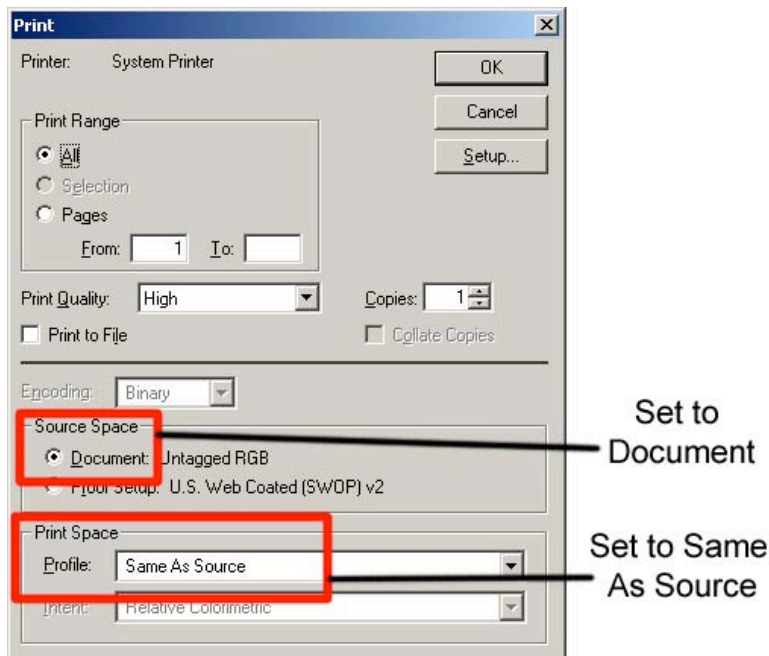 Print
Printer: System Printer
OK
Cancel
Setup...
Print Range
All
Selection
Pages
From: 1 To:
Print Quality: High
Copies: 1
Print to File
Collate Copies
Encoding: Binary
Source Space
Document: Untagged RGB
Proof Setup: U.S. Web Coated (SWOP) v2
Set to
Document
Print Space
Profile: Same As Source
Intent: Relative Colorimetric
Set to Same
As Source